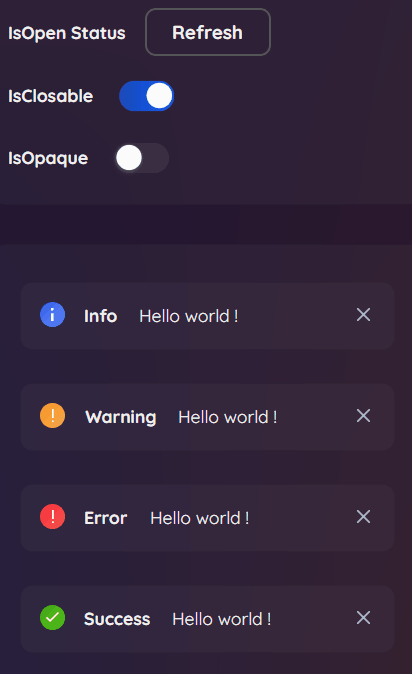 IsOpen Status Refresh
IsClosable
IsOpaque
Info Hello world !
Warning Hello world !
Error Hello world !
Success Hello world !